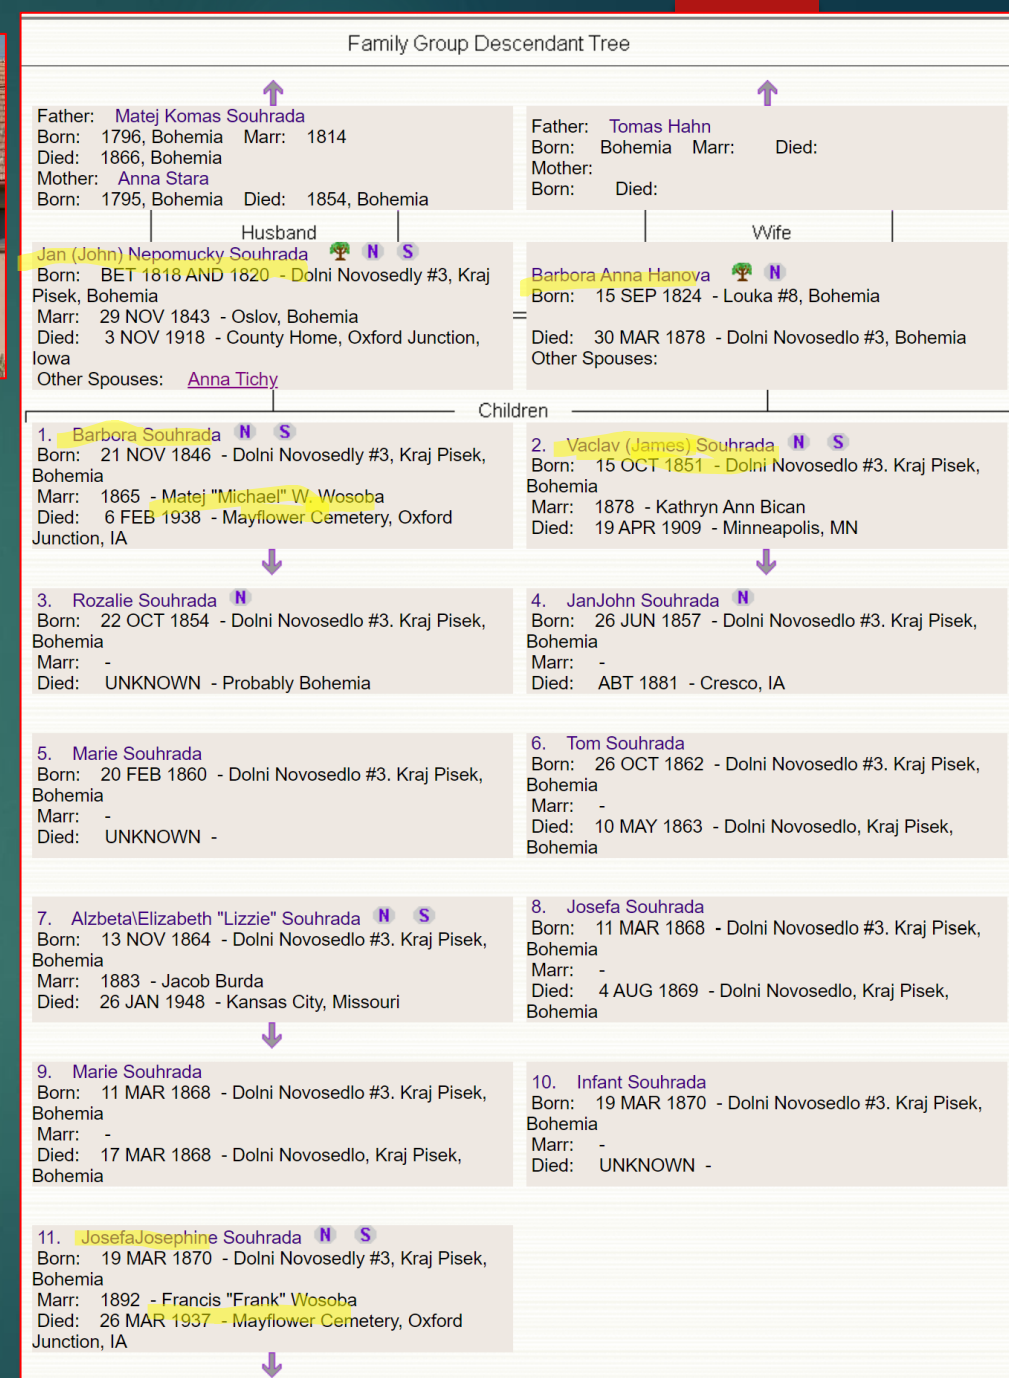 Family Group Descendant Tree
Father: Matej Komas Souhrada
Born: 1796, Bohemia Marr: 1814
Died: 1866, Bohemia
Mother: Anna Stara
Born: 1795, Bohemia Died: 1854, Bohemia
Father: Tomas Hahn
Born: Bohemia Marr: Died:
Mother:
Born: Died:
Husband
Jan (John) Nepomucky Souhrada N S
Born: BET 1818 AND 1820 - Dolni Novosedly #3, Kraj
Pisek, Bohemia
Marr: 29 NOV 1843 - Oslov, Bohemia
Died: 3 NOV 1918 - County Home, Oxford Junction,
Iowa
Other Spouses: Anna Tichy
=
Wife
Barbora Anna Hanova N
Born: 15 SEP 1824 - Louka #8, Bohemia
Died: 30 MAR 1878 - Dolni Novosedlo #3, Bohemia
Other Spouses:
Children
1. Barbora Souhrada N S
Born: 21 NOV 1846 - Dolni Novosedly #3, Kraj Pisek,
Bohemia
Marr: 1865 - Matej "Michael" W. Wosoba
Died: 6 FEB 1938 - Mayflower Cemetery, Oxford
Junction, IA
2. Vaclav (James) Souhrada N S
Born: 15 OCT 1851 - Dolni Novosedlo #3. Kraj Pisek,
Bohemia
Marr: 1878 - Kathryn Ann Bican
Died: 19 APR 1909 - Minneapolis, MN
3. Rozalie Souhrada N
Born: 22 OCT 1854 - Dolni Novosedlo #3. Kraj Pisek,
Bohemia
Marr: -
Died: UNKNOWN - Probably Bohemia
4. JanJohn Souhrada N
Born: 26 JUN 1857 - Dolni Novosedlo #3. Kraj Pisek,
Bohemia
Marr: -
Died: ABT 1881 - Cresco, IA
5. Marie Souhrada
Born: 20 FEB 1860 - Dolni Novosedlo #3. Kraj Pisek,
Bohemia
Marr: -
Died: UNKNOWN -
6. Tom Souhrada
Born: 26 OCT 1862 - Dolni Novosedlo #3. Kraj Pisek,
Bohemia
Marr: -
Died: 10 MAY 1863 - Dolni Novosedlo, Kraj Pisek,
Bohemia
7. Alzbeta\Elizabeth "Lizzie" Souhrada N S
Born: 13 NOV 1864 - Dolni Novosedlo #3. Kraj Pisek,
Bohemia
Marr: 1883 - Jacob Burda
Died: 26 JAN 1948 - Kansas City, Missouri
8. Josefa Souhrada
Born: 11 MAR 1868 - Dolni Novosedlo #3. Kraj Pisek,
Bohemia
Marr: -
Died: 4 AUG 1869 - Dolni Novosedlo, Kraj Pisek,
Bohemia
9. Marie Souhrada
Born: 11 MAR 1868 - Dolni Novosedlo #3. Kraj Pisek,
Bohemia
Marr: -
Died: 17 MAR 1868 - Dolni Novosedlo, Kraj Pisek,
Bohemia
10. Infant Souhrada
Born: 19 MAR 1870 - Dolni Novosedlo #3. Kraj Pisek,
Bohemia
Marr: -
Died: UNKNOWN -
11. JosefaJosephine Souhrada N S
Born: 19 MAR 1870 - Dolni Novosedly #3, Kraj Pisek,
Bohemia
Marr: 1892 - Francis "Frank" Wosoba
Died: 26 MAR 1937 - Mayflower Cemetery, Oxford
Junction, IA